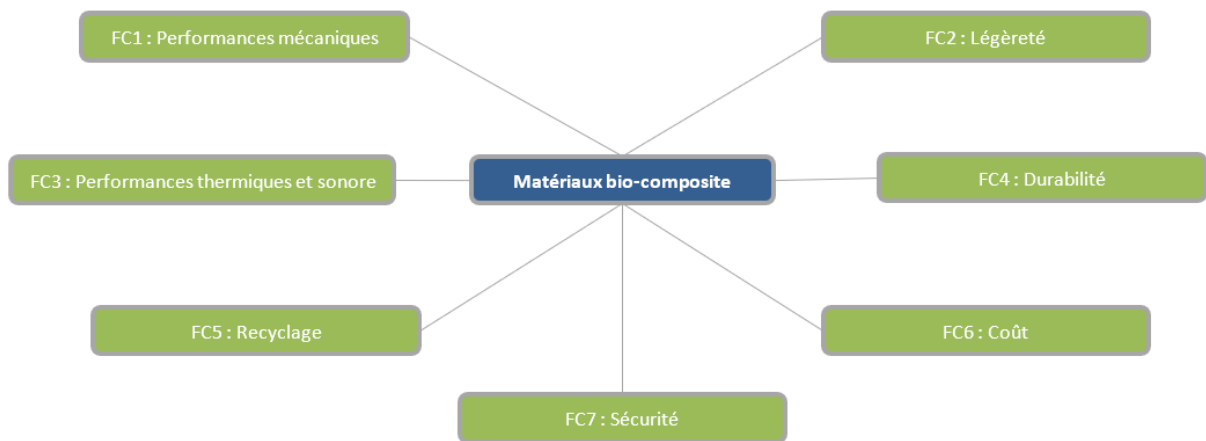 FC1 : Performances mécaniques
FC2 : Légèreté
FC3 : Performances thermiques et sonore
Matériaux bio-composite
FC4 : Durabilité
FC5 : Recyclage
FC6 : Coût
FC7 : Sécurité